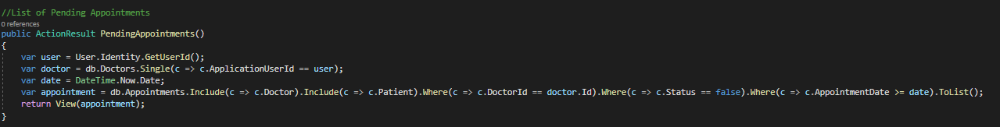 //List of Pending Appointments
0 references
public ActionResult PendingAppointments()
{
var user = User.Identity.GetUserId();
var doctor = db.Doctors.Single(c => c.ApplicationUserId == user);
var date = DateTime.Now.Date;
var appointment = db.Appointments.Include(c => c.Doctor).Include(c => c.Patient).Where(c => c.DoctorId == doctor.Id).Where(c => c.Status == false).Where(c => c.AppointmentDate >= date).ToList();
return View(appointment);
}